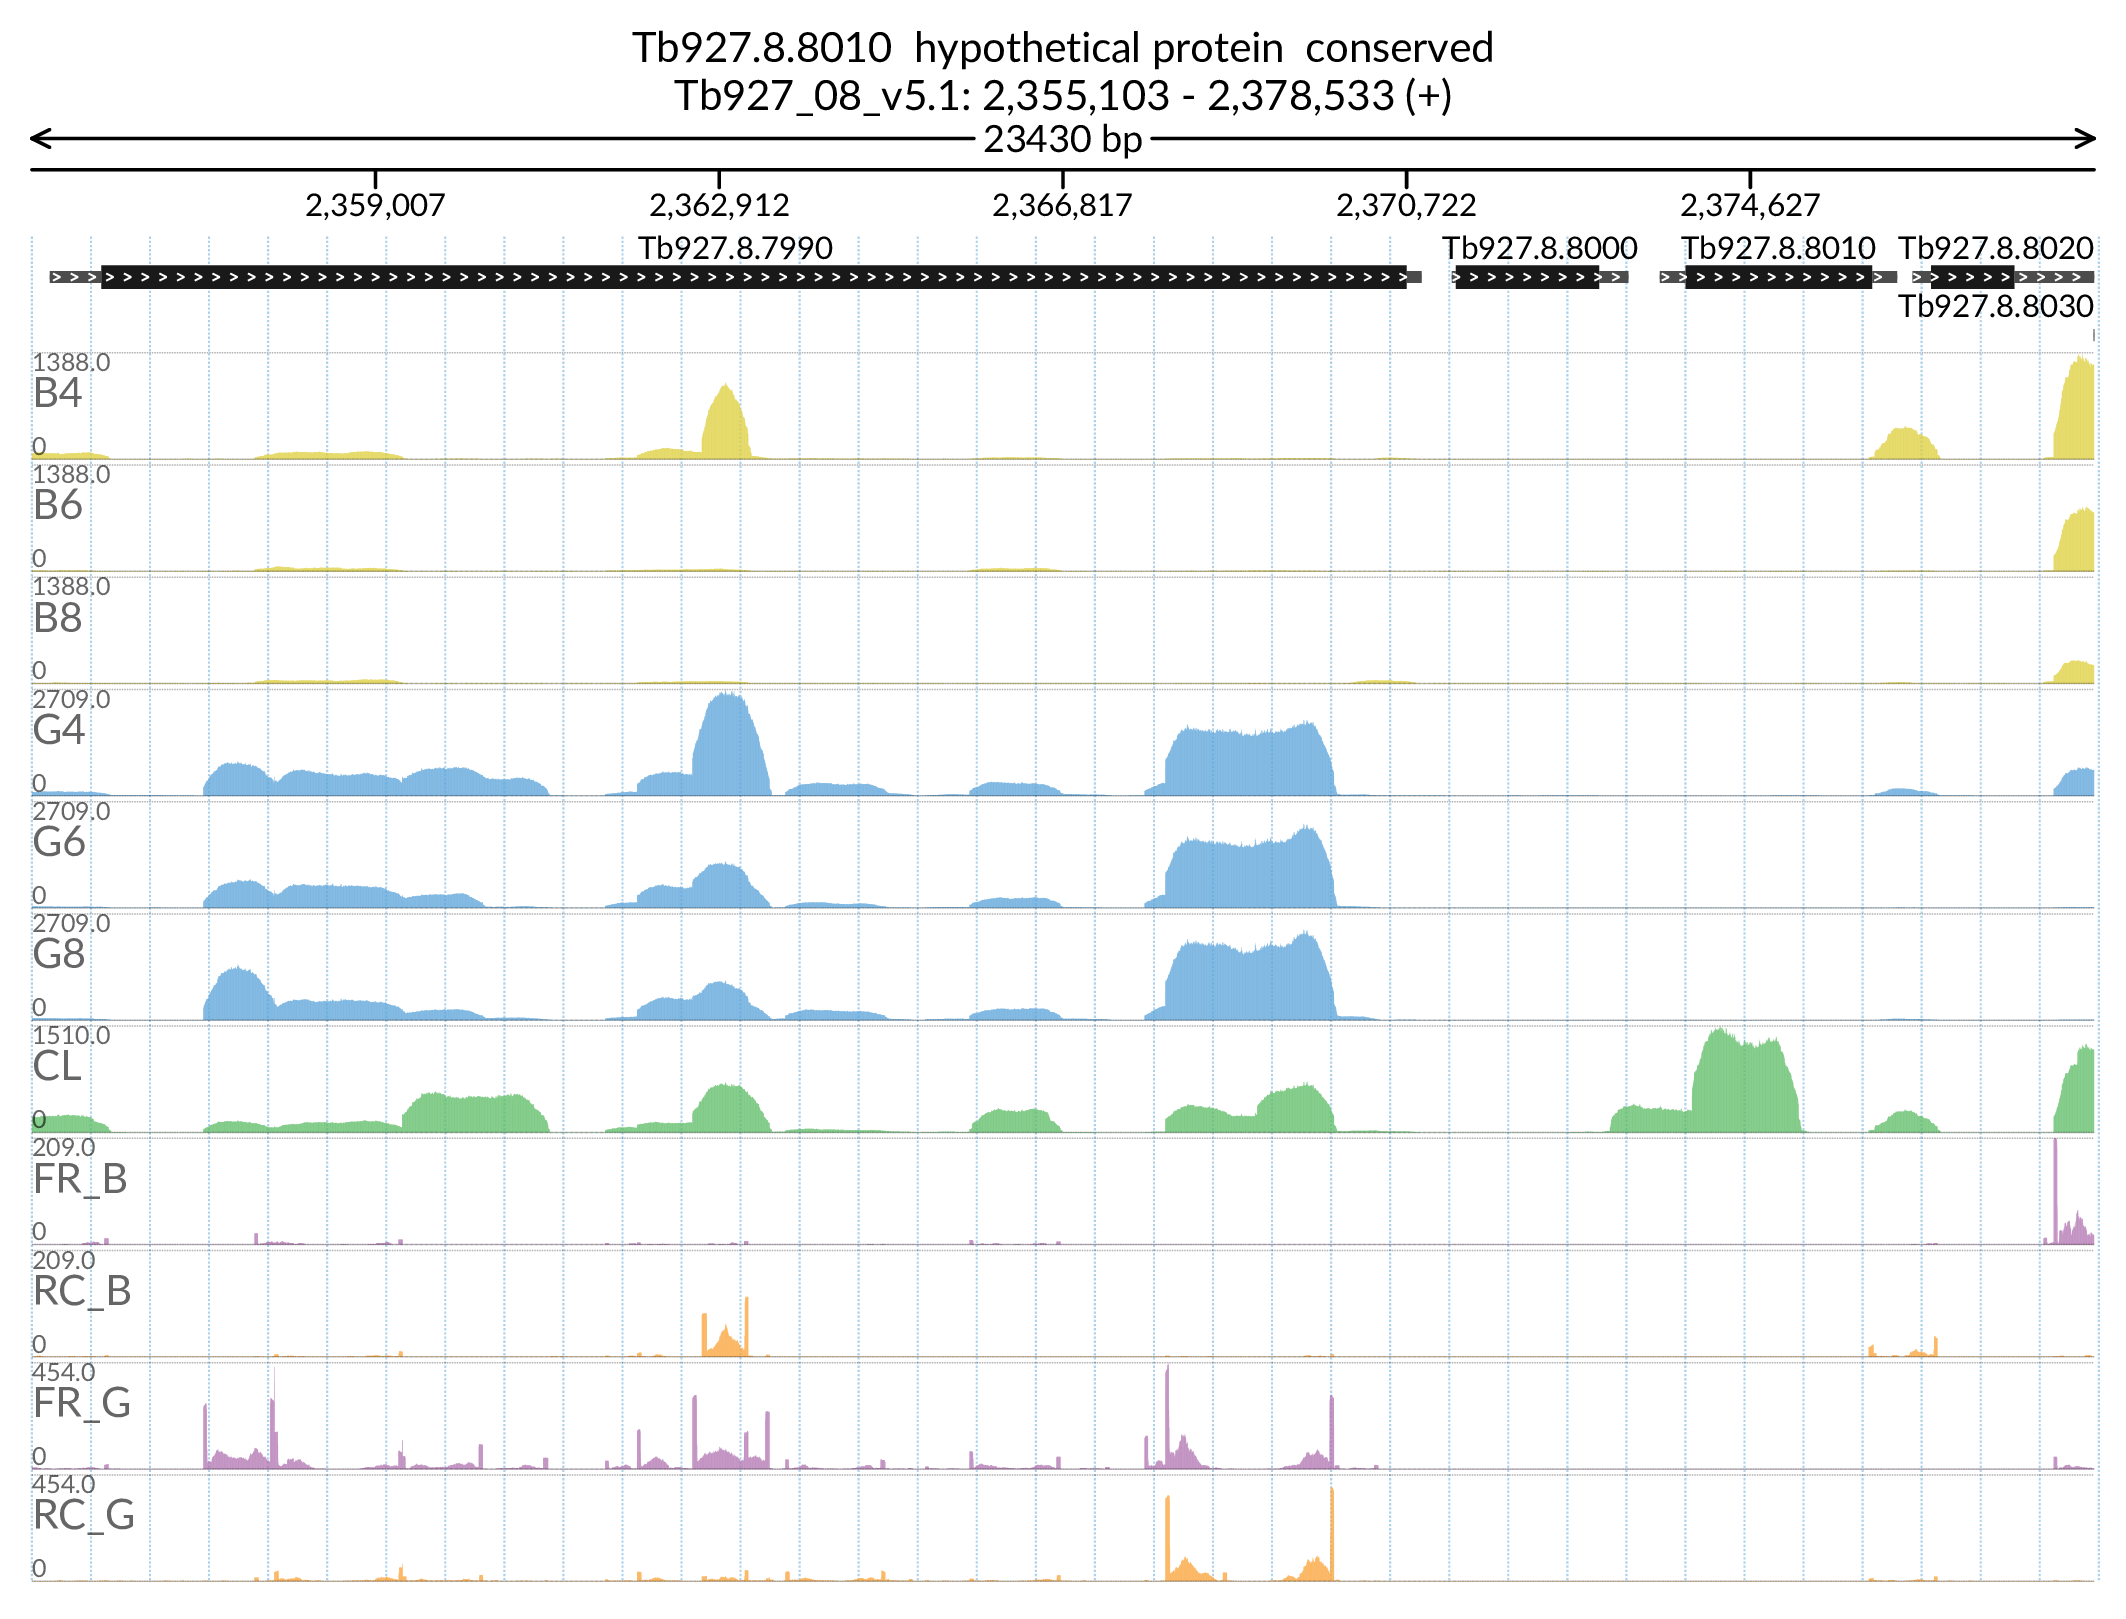 Tb927.8.8010 hypothetical protein conserved
Tb927_08_v5.1: 2,355,103 - 2,378,533 (+)
23430 bp
2,359,007 2,362,912 2,366,817 2,370,722 2,374,627
Tb927.8.7990 Tb927.8.8000 Tb927.8.8010 Tb927.8.8020
Tb927.8.8030
1388.0
B4
0
1388.0
B6
0
1388.0
B8
0
2709.0
G4
0
2709.0
G6
0
2709.0
G8
0
1510.0
CL
0
209.0
FR_B
0
209.0
RC_B
0
454.0
FR_G
0
454.0
RC_G
0